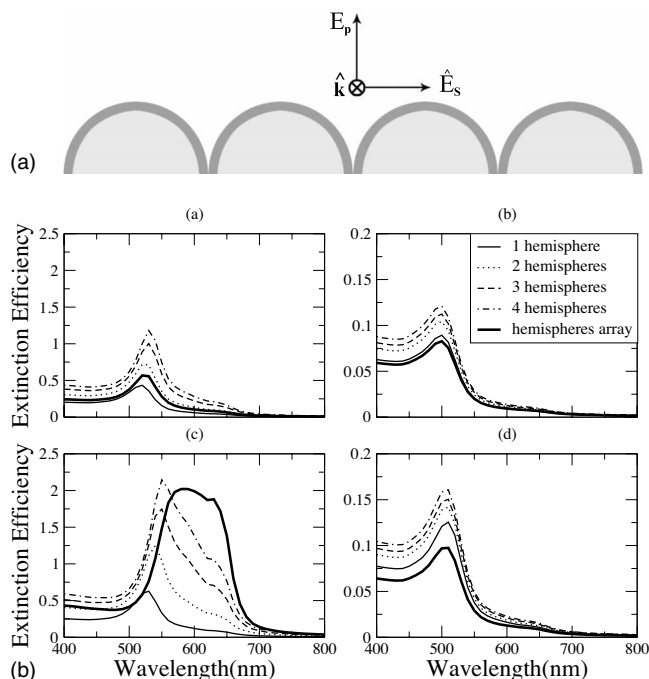 E_p
k̂
Ê_s
(a)
(a)
(b)
Extinction Efficiency
2.5
2
1.5
1
0.5
0
0.2
0.15
0.1
0.05
0
1 hemisphere
2 hemispheres
3 hemispheres
4 hemispheres
hemispheres array
(c)
(d)
Extinction Efficiency
2.5
2
1.5
1
0.5
0
400
500
600
700
800
0.2
0.15
0.1
0.05
0
400
500
600
700
800
(b)
Wavelength(nm)
Wavelength(nm)